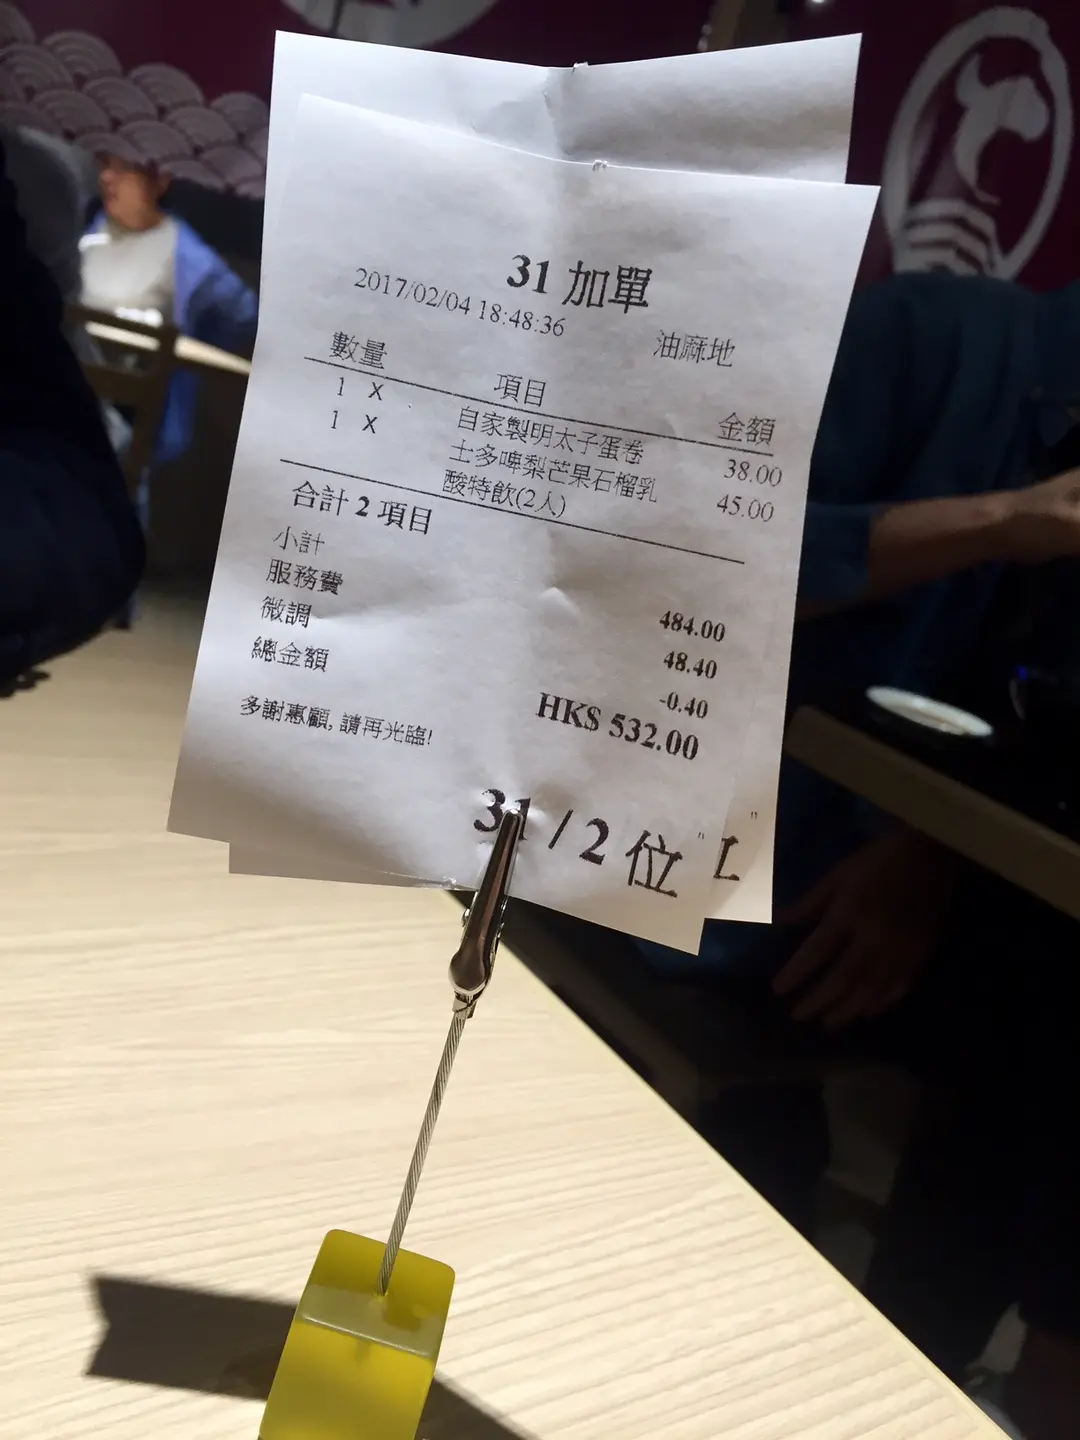 31 加單
2017/02/04 18:48:36 油麻地
數量 項目 金額
1 X 自家製明太子蛋卷 38.00
1 X 士多啤梨芒果石榴乳 45.00
酸特飲(2人)
合計 2 項目
小計 484.00
服務費 48.40
微調 -0.40
總金額 HK$ 532.00
多謝惠顧, 請再光臨!
31 / 2 位 "
"